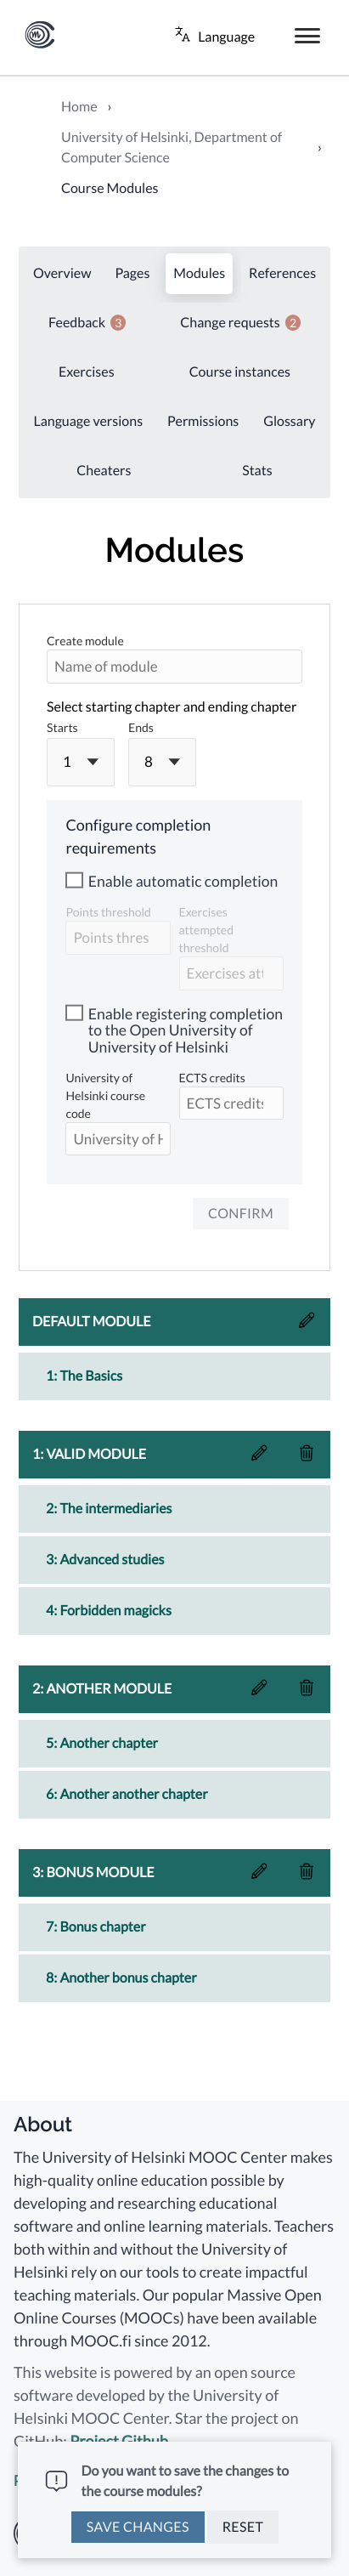 Language
Home ›
University of Helsinki, Department of
Computer Science ›
Course Modules
Overview Pages Modules References
Feedback 3 Change requests 2
Exercises Course instances
Language versions Permissions Glossary
Cheaters Stats
Modules
Create module
Name of module
Select starting chapter and ending chapter
Starts Ends
1 8
Configure completion
requirements
Enable automatic completion
Points threshold
Points thres
Exercises
attempted
threshold
Exercises at
Enable registering completion
to the Open University of
University of Helsinki
University of
Helsinki course
code
University of H
ECTS credits
ECTS credits
CONFIRM
DEFAULT MODULE
1: The Basics
1: VALID MODULE
2: The intermediaries
3: Advanced studies
4: Forbidden magicks
2: ANOTHER MODULE
5: Another chapter
6: Another another chapter
3: BONUS MODULE
7: Bonus chapter
8: Another bonus chapter
About
The University of Helsinki MOOC Center makes
high-quality online education possible by
developing and researching educational
software and online learning materials. Teachers
both within and without the University of
Helsinki rely on our tools to create impactful
teaching materials. Our popular Massive Open
Online Courses (MOOCs) have been available
through MOOC.fi since 2012.
This website is powered by an open source
software developed by the University of
Helsinki MOOC Center. Star the project on
GitHub: Project Github
Do you want to save the changes to
the course modules?
SAVE CHANGES RESET